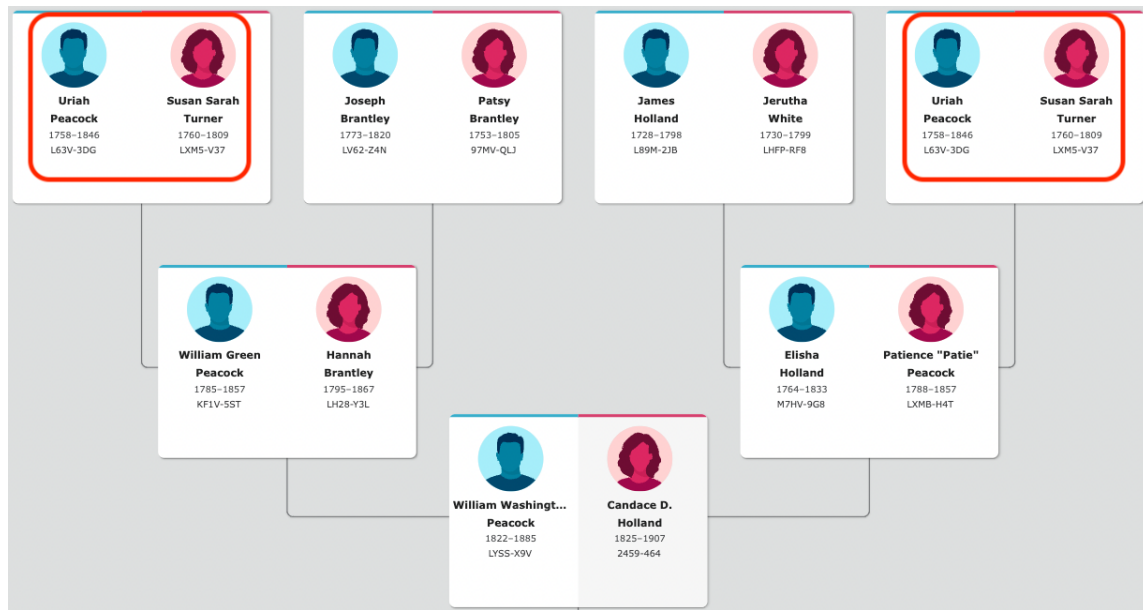 Uriah
Peacock
1758–1846
L63V-3DG
Susan Sarah
Turner
1760–1809
LXM5-V37
Joseph
Brantley
1773–1820
LV62-Z4N
Patsy
Brantley
1753–1805
97MV-QLJ
James
Holland
1728–1798
L89M-2JB
Jerutha
White
1730–1799
LHFP-RF8
Uriah
Peacock
1758–1846
L63V-3DG
Susan Sarah
Turner
1760–1809
LXM5-V37
William Green
Peacock
1785–1857
KF1V-5ST
Hannah
Brantley
1795–1867
LH28-Y3L
Elisha
Holland
1764–1833
M7HV-9G8
Patience "Patie"
Peacock
1788–1857
LXMB-H4T
William Washingt...
Peacock
1822–1885
LYSS-X9V
Candace D.
Holland
1825–1907
2459-464